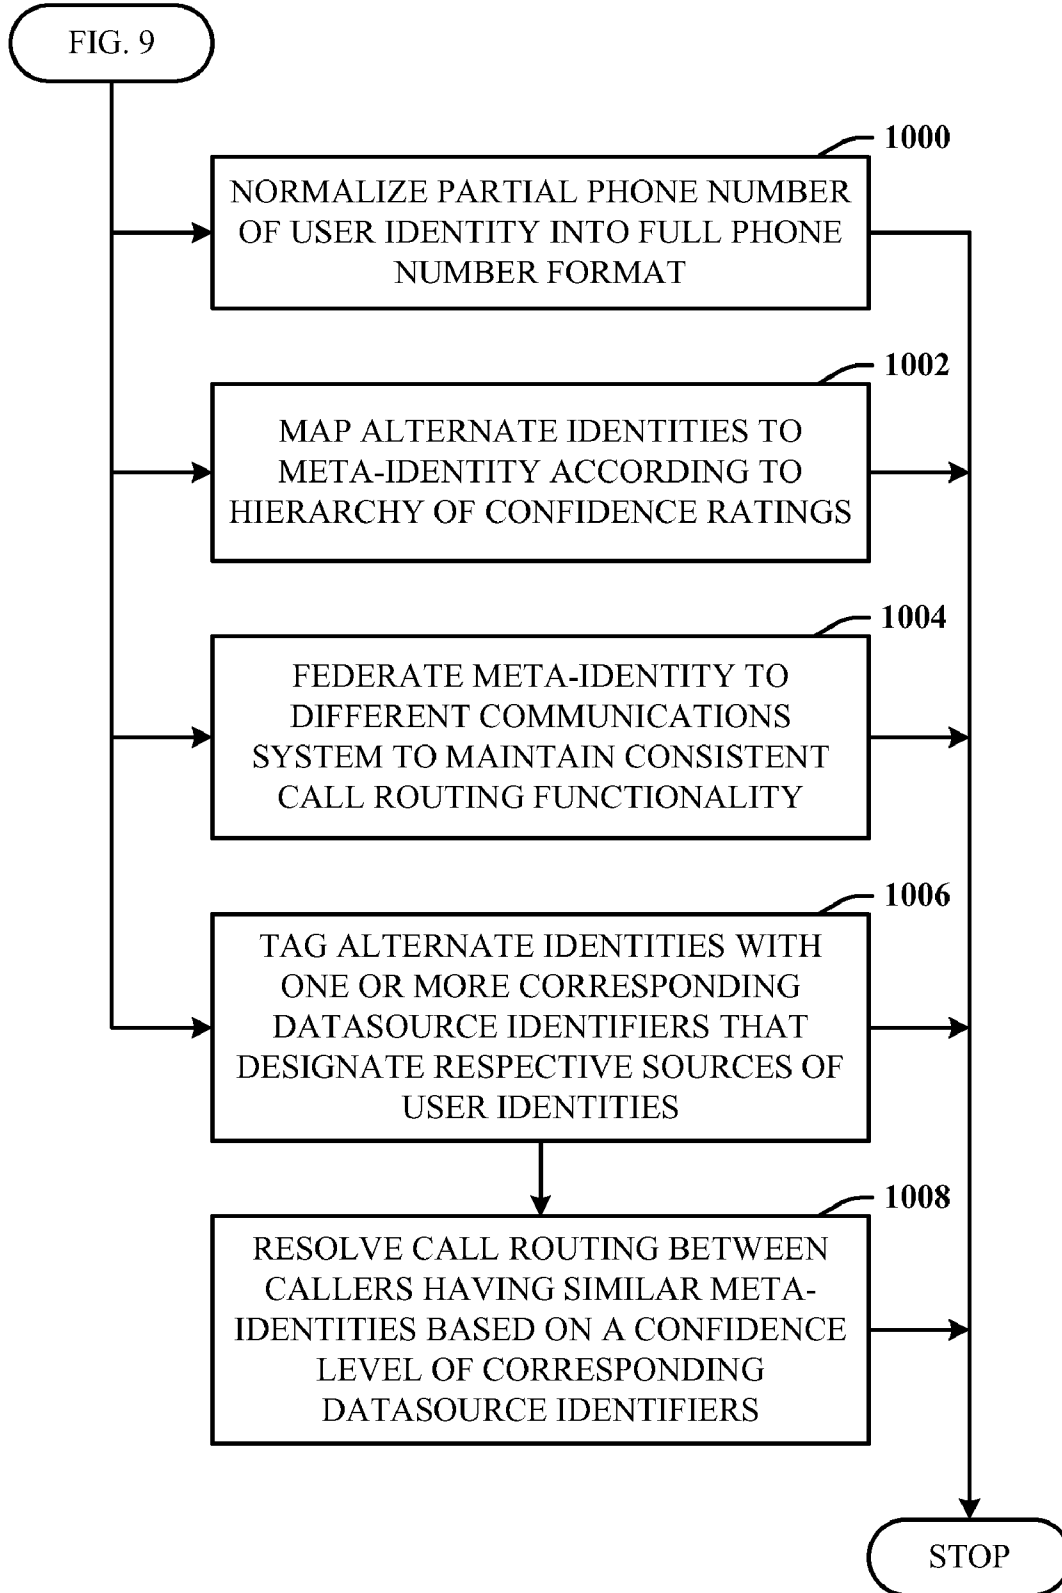 FIG. 9
1000
NORMALIZE PARTIAL PHONE NUMBER
OF USER IDENTITY INTO FULL PHONE
NUMBER FORMAT
1002
MAP ALTERNATE IDENTITIES TO
META-IDENTITY ACCORDING TO
HIERARCHY OF CONFIDENCE RATINGS
1004
FEDERATE META-IDENTITY TO
DIFFERENT COMMUNICATIONS
SYSTEM TO MAINTAIN CONSISTENT
CALL ROUTING FUNCTIONALITY
1006
TAG ALTERNATE IDENTITIES WITH
ONE OR MORE CORRESPONDING
DATASOURCE IDENTIFIERS THAT
DESIGNATE RESPECTIVE SOURCES OF
USER IDENTITIES
1008
RESOLVE CALL ROUTING BETWEEN
CALLERS HAVING SIMILAR META-
IDENTITIES BASED ON A CONFIDENCE
LEVEL OF CORRESPONDING
DATASOURCE IDENTIFIERS
STOP